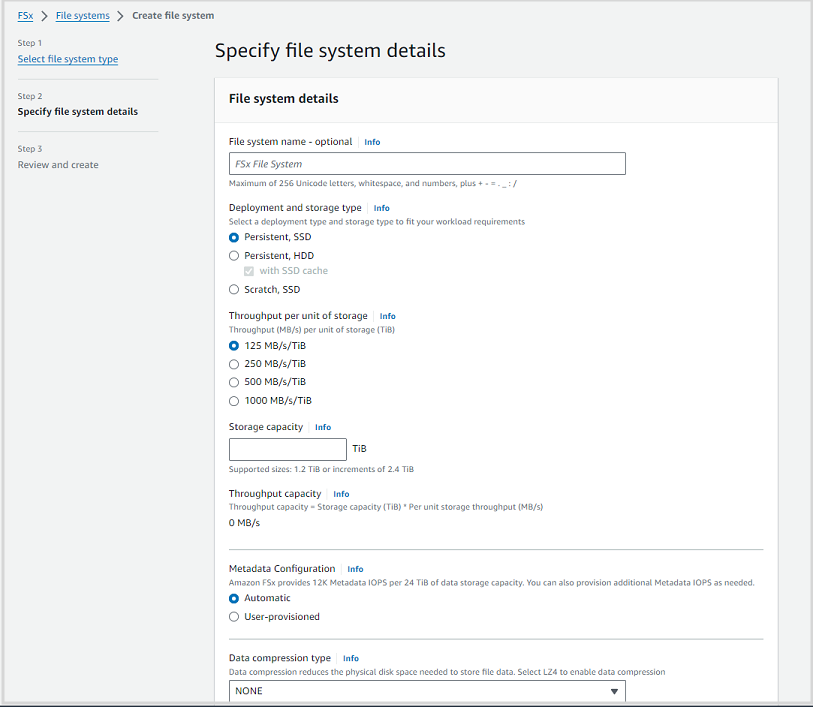 FSx > File systems > Create file system
Step 1
Select file system type
Step 2
Specify file system details
Step 3
Review and create
Specify file system details
File system details
File system name - optional | Info
FSx File System
Maximum of 256 Unicode letters, whitespace, and numbers, plus + - = . _ : /
Deployment and storage type | Info
Select a deployment type and storage type to fit your workload requirements
Persistent, SSD
Persistent, HDD
with SSD cache
Scratch, SSD
Throughput per unit of storage | Info
Throughput (MB/s) per unit of storage (TiB)
125 MB/s/TiB
250 MB/s/TiB
500 MB/s/TiB
1000 MB/s/TiB
Storage capacity | Info
TiB
Supported sizes: 1.2 TiB or increments of 2.4 TiB
Throughput capacity | Info
Throughput capacity = Storage capacity (TiB) * Per unit storage throughput (MB/s)
0 MB/s
Metadata Configuration | Info
Amazon FSx provides 12K Metadata IOPS per 24 TiB of data storage capacity. You can also provision additional Metadata IOPS as needed.
Automatic
User-provisioned
Data compression type | Info
Data compression reduces the physical disk space needed to store file data. Select LZ4 to enable data compression
NONE